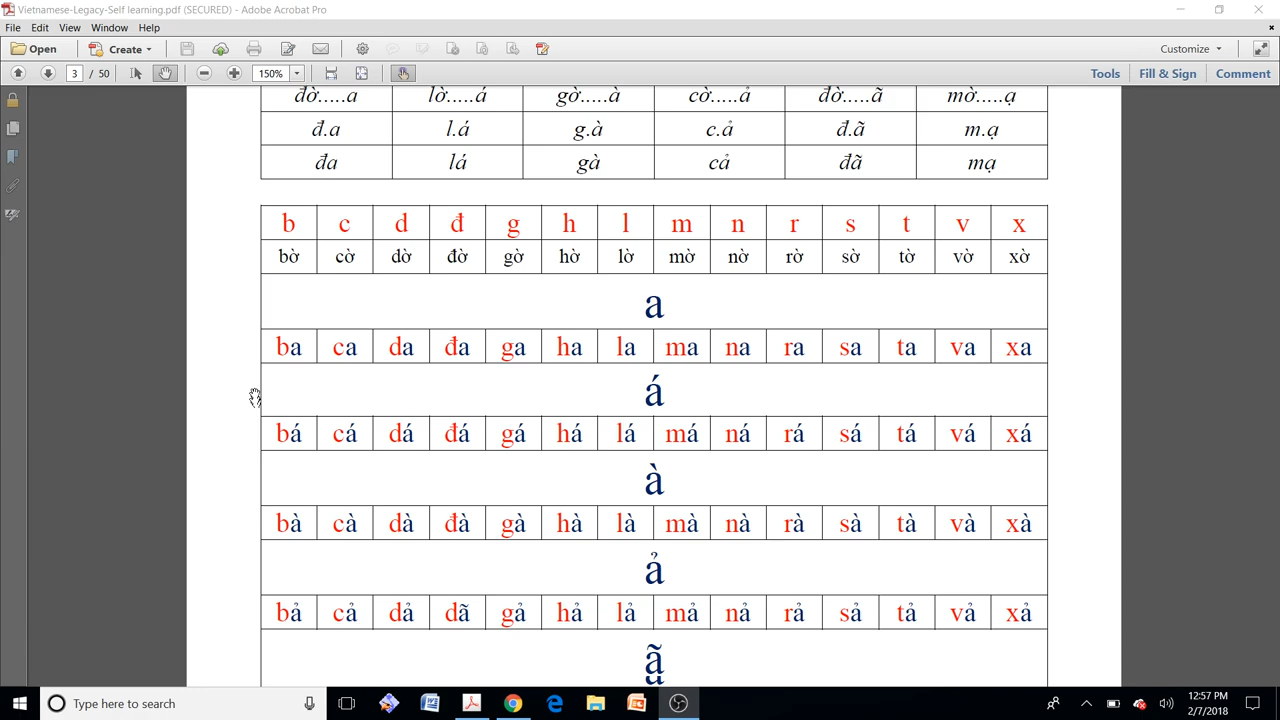 Vietnamese-Legacy-Self learning.pdf (SECURED) - Adobe Acrobat Pro
File Edit View Window Help
Open Create Customize
3 / 50 150% Tools Fill & Sign Comment
đờ.....a lờ.....á gờ.....à cờ.....ả đờ.....ã mờ.....ạ
đ.a l.á g.à c.ả đ.ã m.ạ
đa lá gà cả đã mạ
b c d đ g h l m n r s t v x
bờ cờ dờ đờ gờ hờ lờ mờ nờ rờ sờ tờ vờ xờ
a
ba ca da đa ga ha la ma na ra sa ta va xa
á
bá cá dá đá gá há lá má ná rá sá tá vá xá
à
bà cà dà đà gà hà là mà nà rà sà tà và xà
ả
bả cả dả dã gả hả lả mả nả rả sả tả vả xả
ã
Type here to search 12:57 PM
2/7/2018